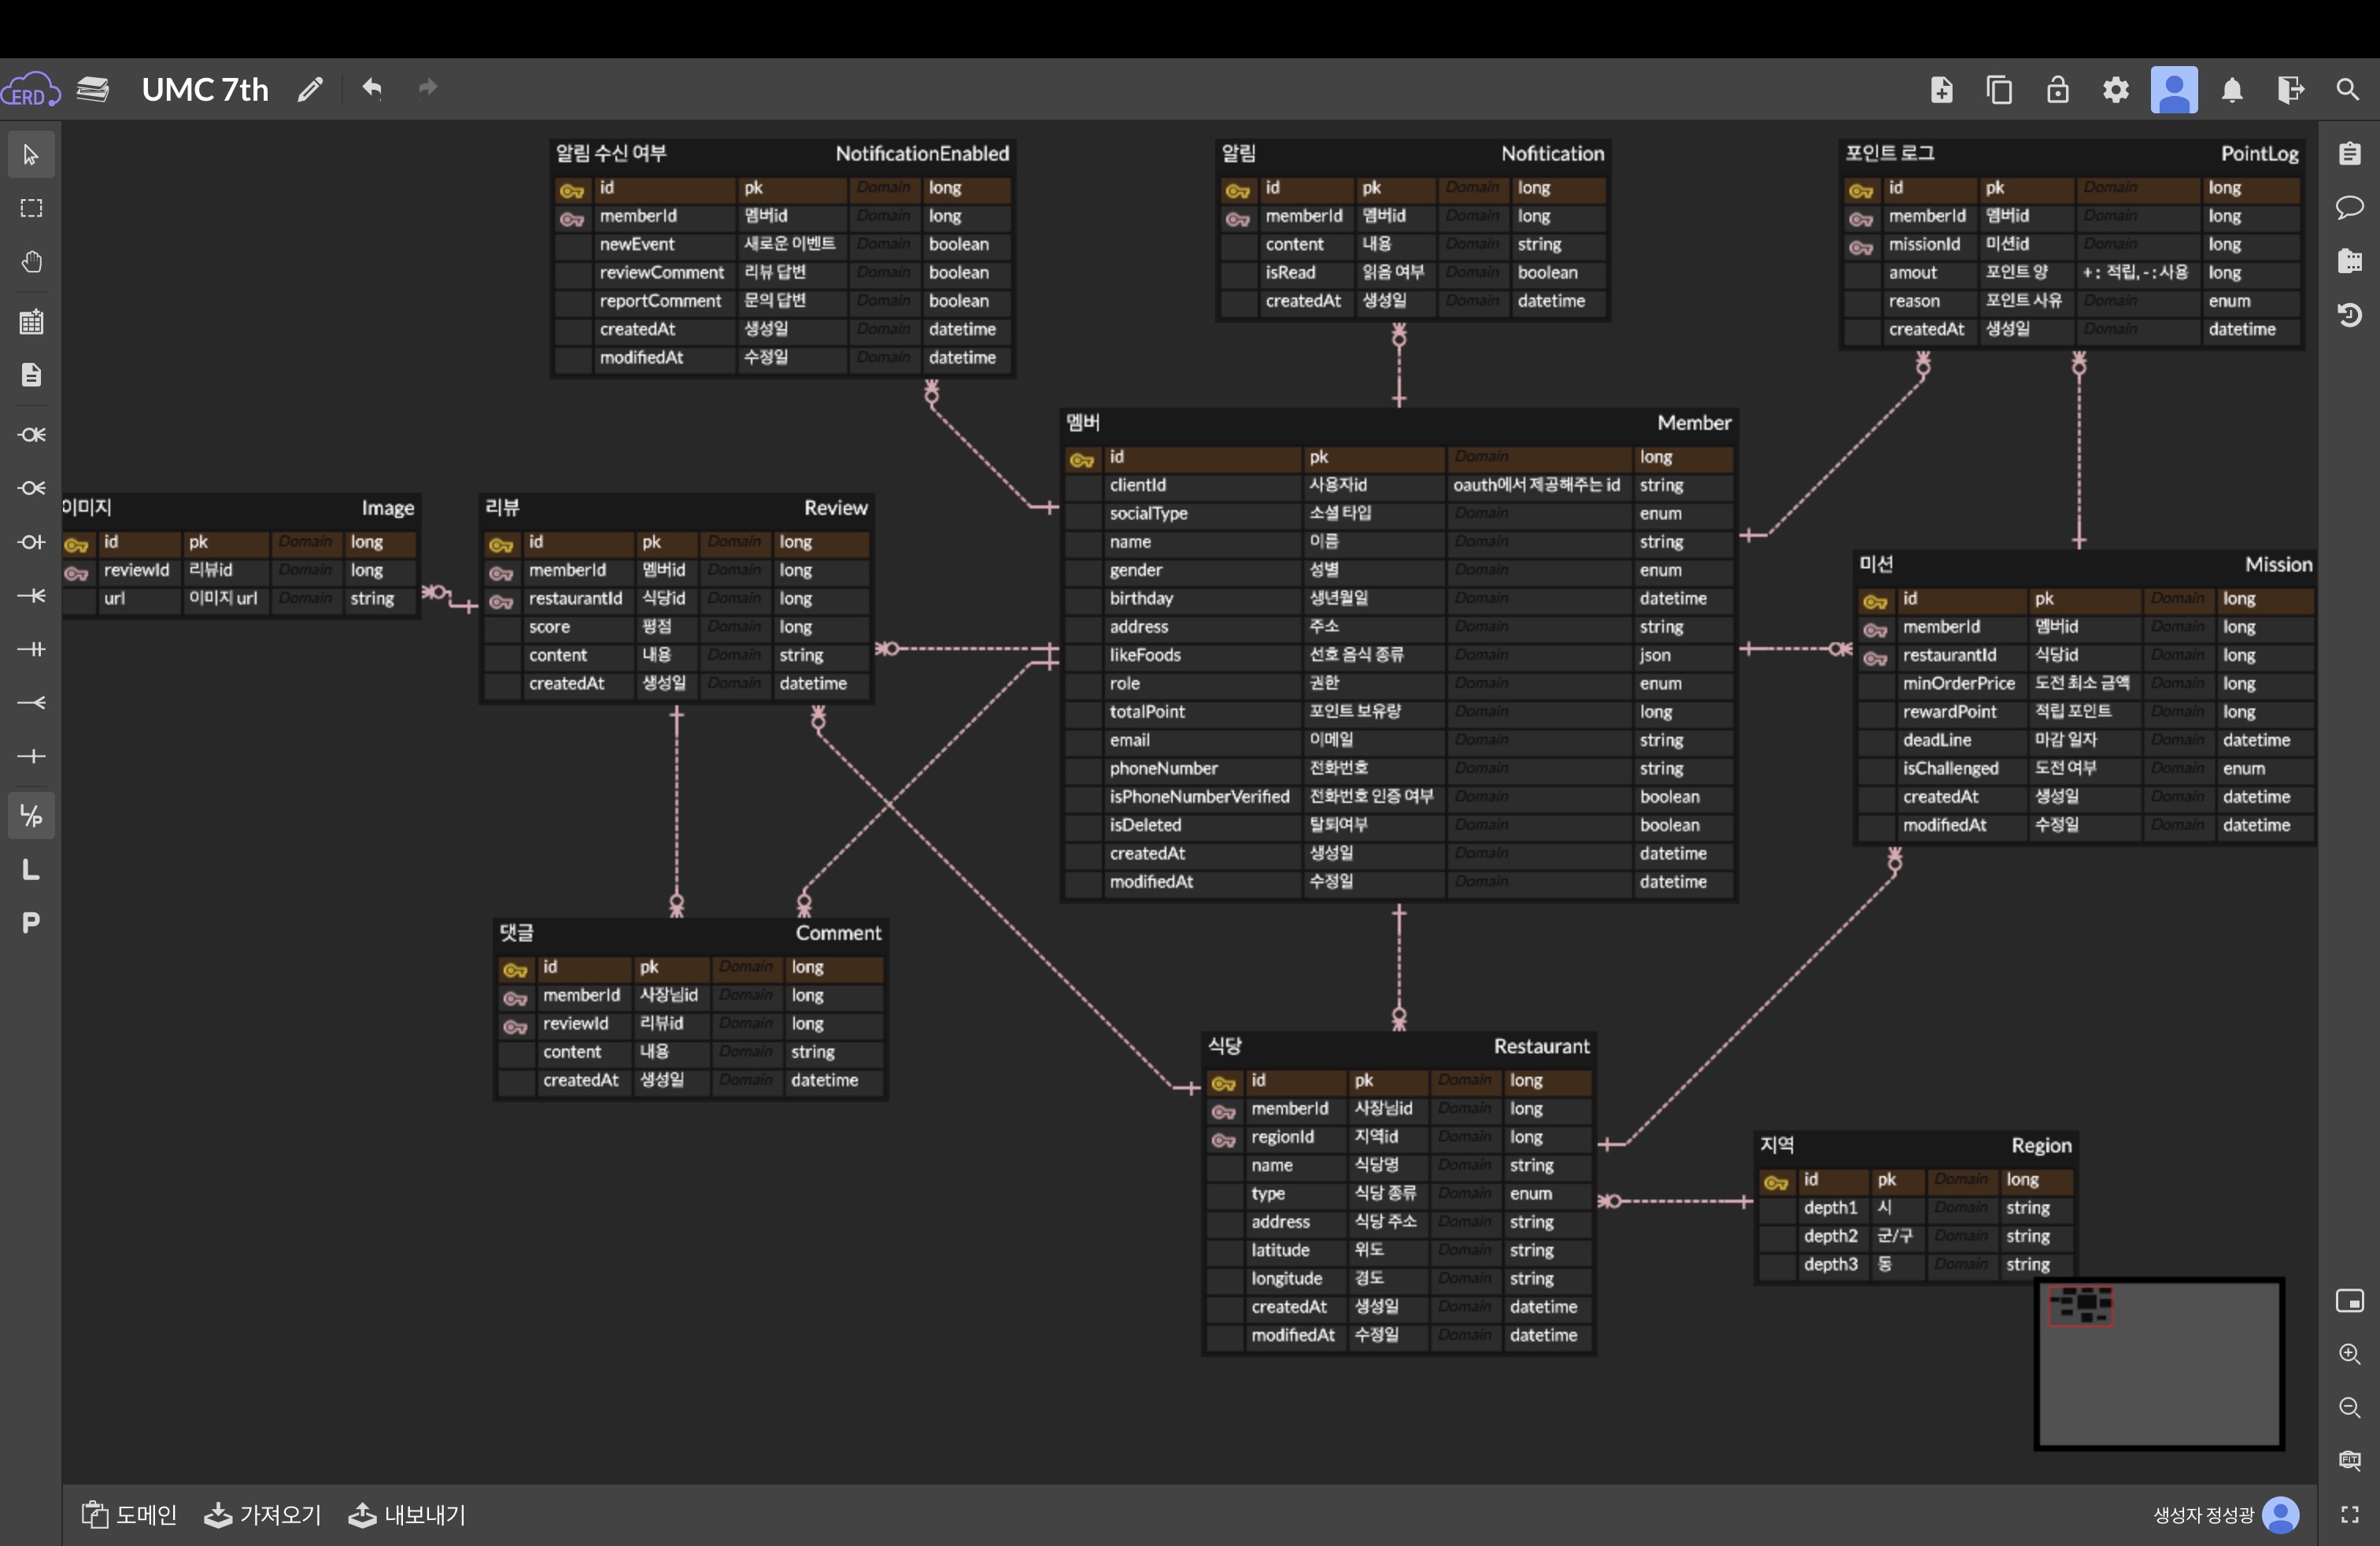 ERD
UMC 7th
알림 수신 여부 NotificationEnabled
id pk Domain long
memberId 멤버id Domain long
newEvent 새로운 이벤트 Domain boolean
reviewComment 리뷰 답변 Domain boolean
reportComment 문의 답변 Domain boolean
createdAt 생성일 Domain datetime
modifiedAt 수정일 Domain datetime
알림 Nofitication
id pk Domain long
memberId 멤버id Domain long
content 내용 Domain string
isRead 읽음 여부 Domain boolean
createdAt 생성일 Domain datetime
포인트 로그 PointLog
id pk Domain long
memberId 멤버id Domain long
missionId 미션id Domain long
amout 포인트 양 + : 적립, - : 사용 long
reason 포인트 사유 Domain enum
createdAt 생성일 Domain datetime
이미지 Image
id pk Domain long
reviewId 리뷰id Domain long
url 이미지 url Domain string
리뷰 Review
id pk Domain long
memberId 멤버id Domain long
restaurantId 식당id Domain long
score 평점 Domain long
content 내용 Domain string
createdAt 생성일 Domain datetime
멤버 Member
id pk Domain long
clientId 사용자id oauth에서 제공해주는 id string
socialType 소셜 타입 Domain enum
name 이름 Domain string
gender 성별 Domain enum
birthday 생년월일 Domain datetime
address 주소 Domain string
likeFoods 선호 음식 종류 Domain json
role 권한 Domain enum
totalPoint 포인트 보유량 Domain long
email 이메일 Domain string
phoneNumber 전화번호 Domain string
isPhoneNumberVerified 전화번호 인증 여부 Domain boolean
isDeleted 탈퇴여부 Domain boolean
createdAt 생성일 Domain datetime
modifiedAt 수정일 Domain datetime
미션 Mission
id pk Domain long
memberId 멤버id Domain long
restaurantId 식당id Domain long
minOrderPrice 도전 최소 금액 Domain long
rewardPoint 적립 포인트 Domain long
deadLine 마감 일자 Domain datetime
isChallenged 도전 여부 Domain enum
createdAt 생성일 Domain datetime
modifiedAt 수정일 Domain datetime
L/P
L
P
댓글 Comment
id pk Domain long
memberId 사장님id Domain long
reviewId 리뷰id Domain long
content 내용 Domain string
createdAt 생성일 Domain datetime
식당 Restaurant
id pk Domain long
memberId 사장님id Domain long
regionId 지역id Domain long
name 식당명 Domain string
type 식당 종류 Domain enum
address 식당 주소 Domain string
latitude 위도 Domain string
longitude 경도 Domain string
createdAt 생성일 Domain datetime
modifiedAt 수정일 Domain datetime
지역 Region
id pk Domain long
depth1 시 Domain string
depth2 군/구 Domain string
depth3 동 Domain string
FIT
도메인 가져오기 내보내기
생성자 정성광